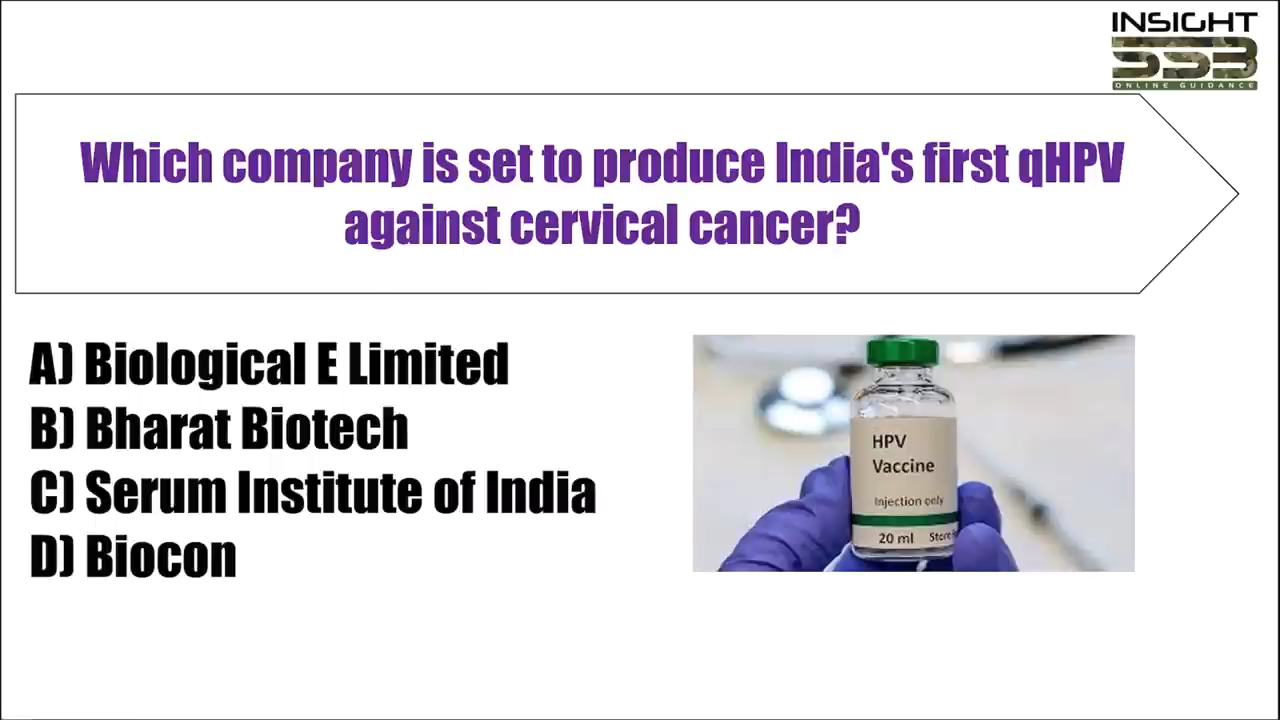 INSIGHT
SSB
ONLINE GUIDANCE
Which company is set to produce India's first qHPV
against cervical cancer?
A) Biological E Limited
B) Bharat Biotech
C) Serum Institute of India
D) Biocon
HPV
Vaccine
Injection only
20 ml Store